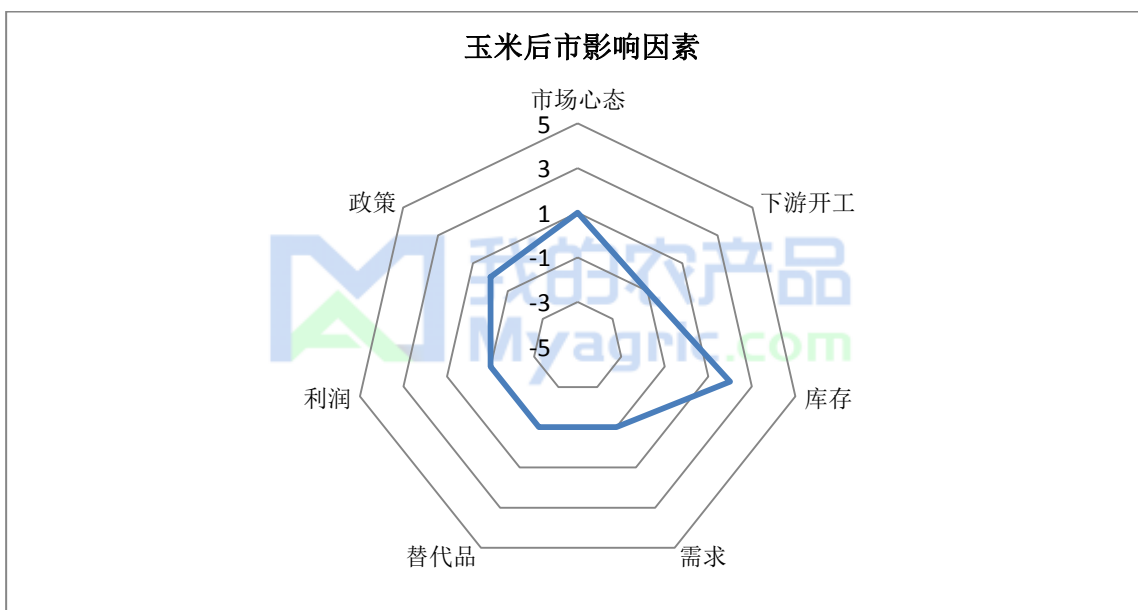 玉米后市影响因素
市场心态
5
3
1
-1
-3
-5
下游开工
库存
需求
替代品
利润
政策
我的农产品
Myagric.com